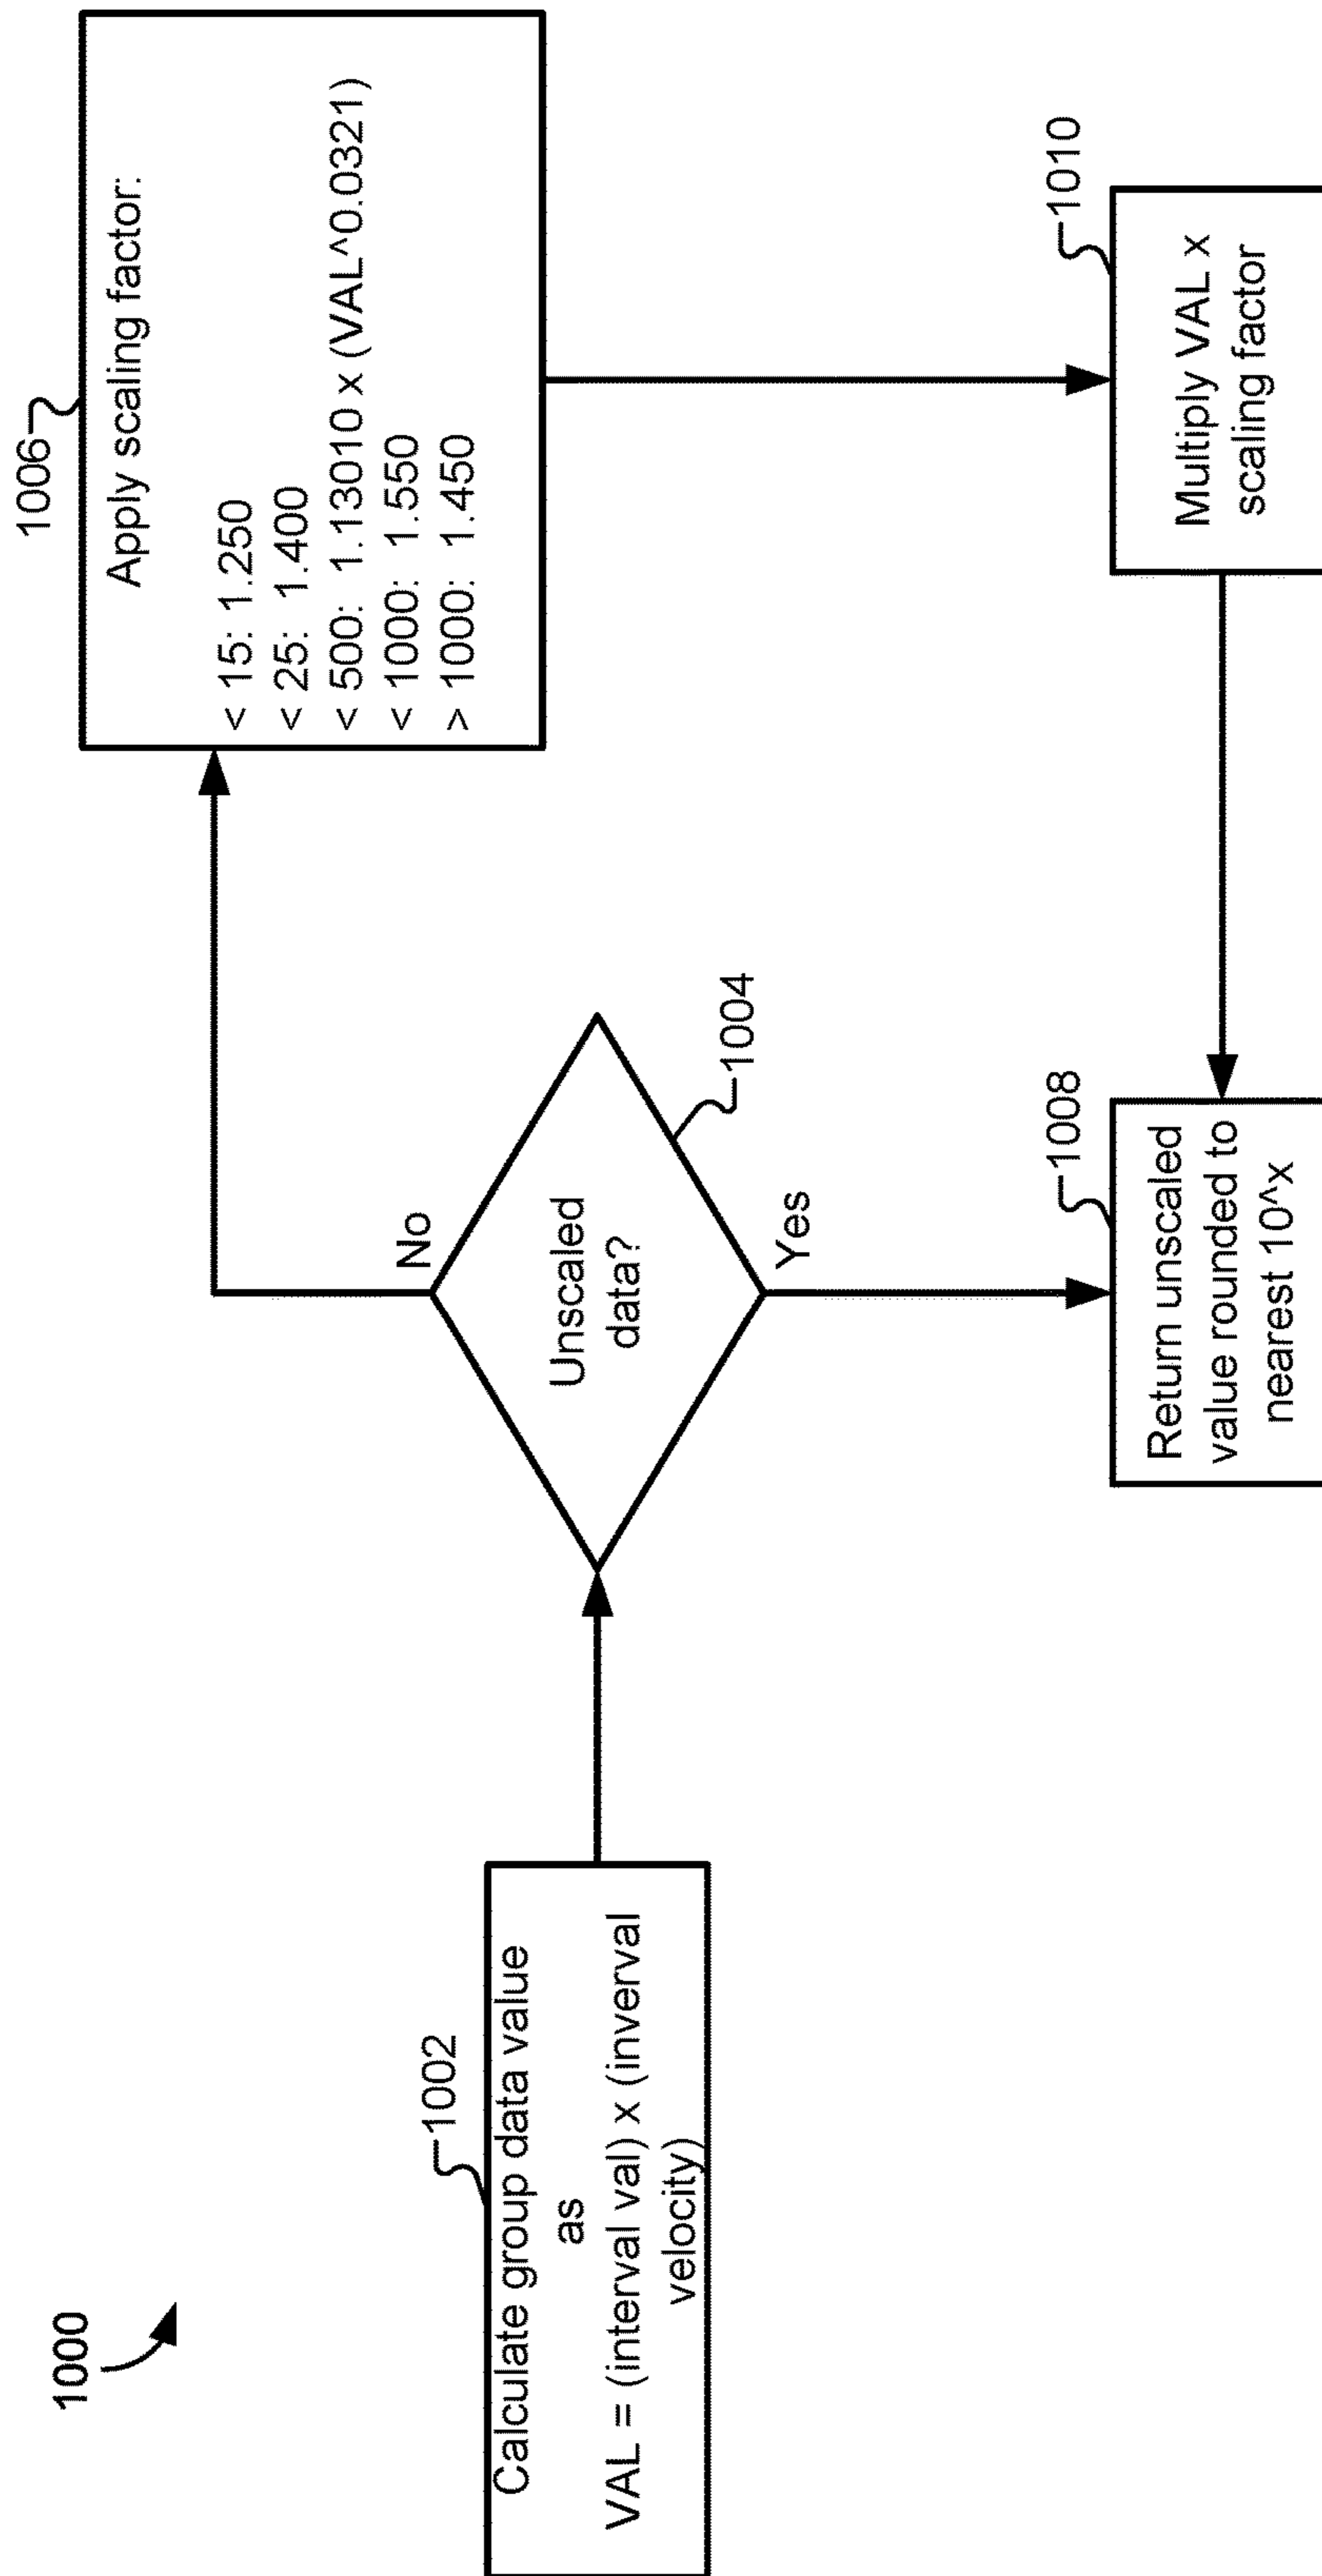 1000
1002
Calculate group data value
as
VAL = (interval val) x (inverval
velocity)
1004
Unscaled
data?
No
Yes
1006
Apply scaling factor:
< 15: 1.250
< 25: 1.400
< 500: 1.13010 x (VAL^0.0321)
< 1000: 1.550
> 1000: 1.450
1008
Return unscaled
value rounded to
nearest 10^x
1010
Multiply VAL x
scaling factor